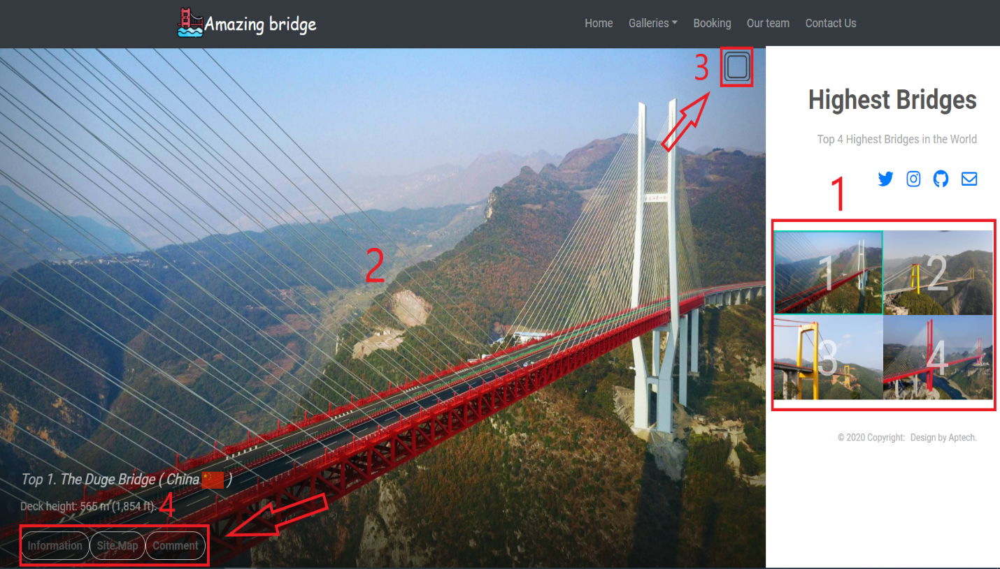 Amazing bridge
Home Galleries Booking Our team Contact Us
3
Highest Bridges
Top 4 Highest Bridges in the World
1
2
1 2
3 4
© 2020 Copyright: Design by Aptech.
Top 1. The Duge Bridge ( China )
Deck height: 565 m (1,854 ft).
4
Information Site Map Comment